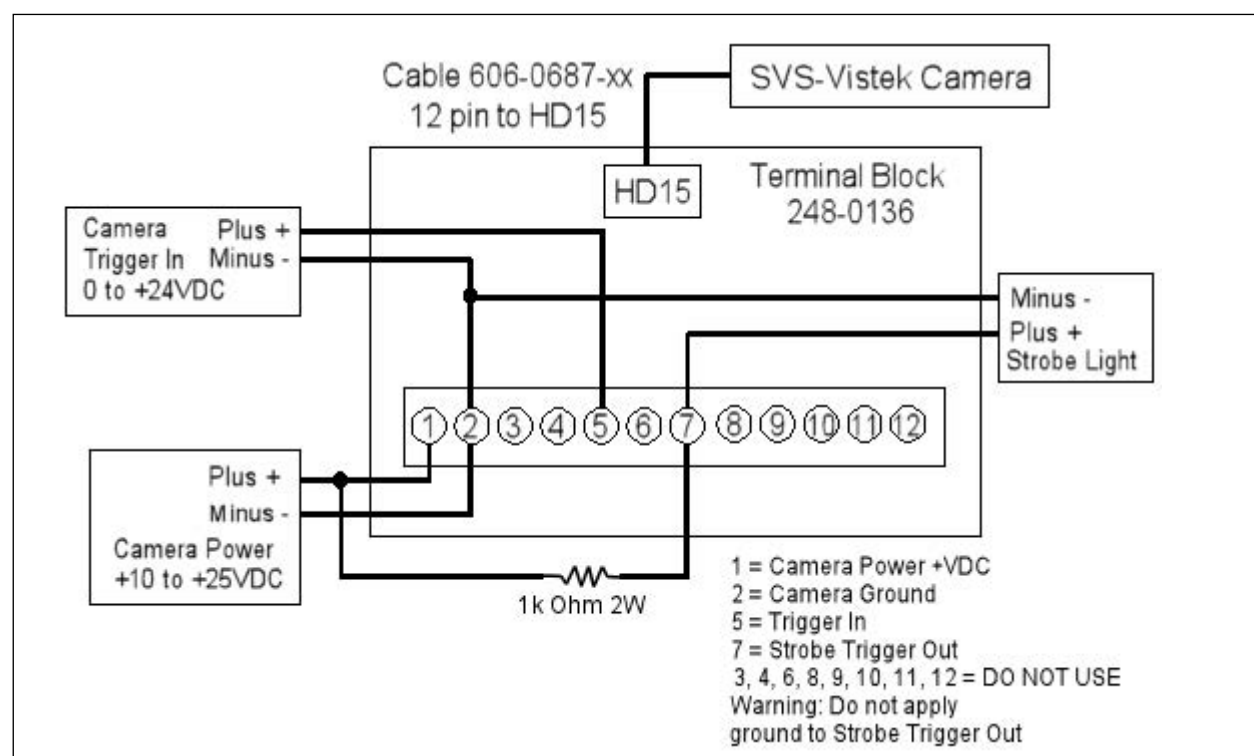 Cable 606-0687-xx
12 pin to HD15
SVS-Vistek Camera
HD15
Terminal Block
248-0136
Camera Plus +
Trigger In Minus -
0 to +24VDC
Minus -
Plus +
Strobe Light
1 2 3 4 5 6 7 8 9 10 11 12
Plus +
Minus -
Camera Power
+10 to +25VDC
1k Ohm 2W
1 = Camera Power +VDC
2 = Camera Ground
5 = Trigger In
7 = Strobe Trigger Out
3, 4, 6, 8, 9, 10, 11, 12 = DO NOT USE
Warning: Do not apply
ground to Strobe Trigger Out